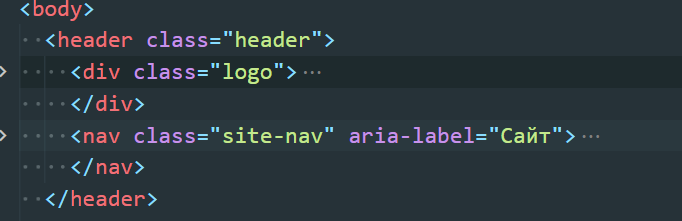 <body>
<header class="header">
<div class="logo">…
</div>
<nav class="site-nav" aria-label="Сайт">…
</nav>
</header>